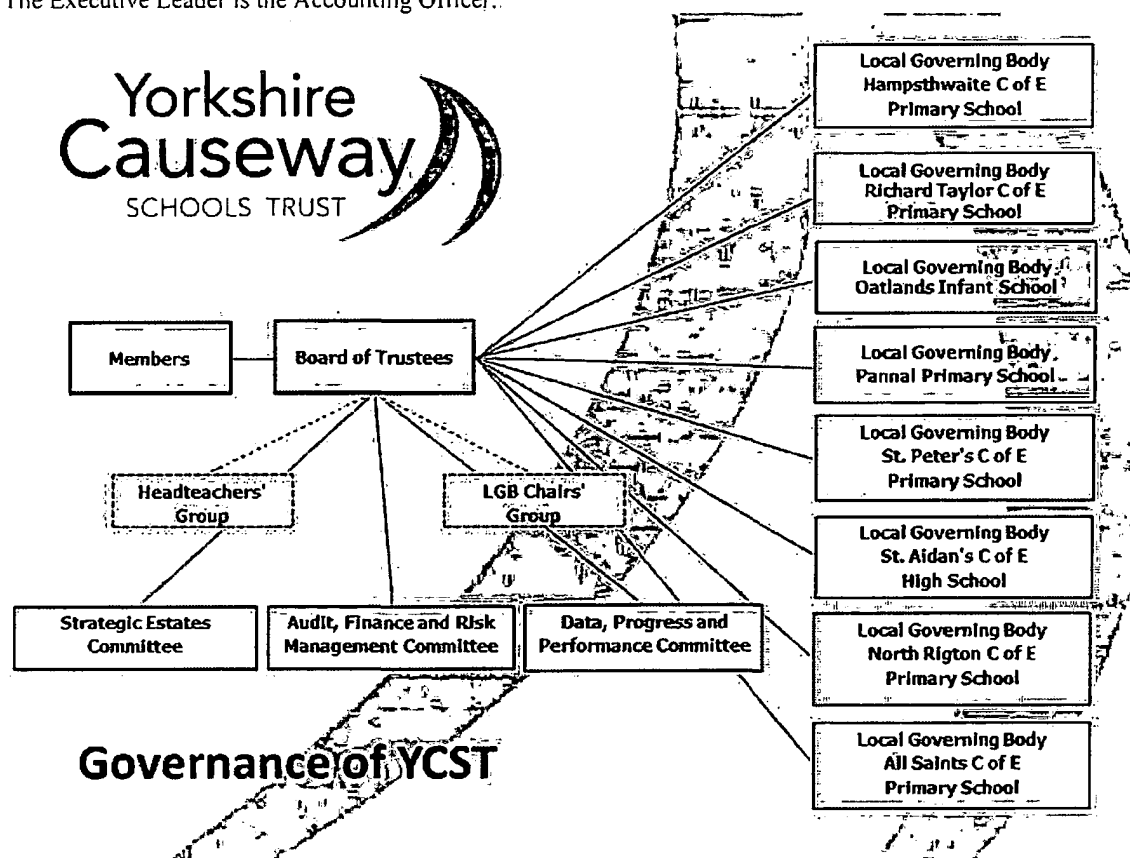 The Executive Leader is the Accounting Officer.
Yorkshire
Causeway
SCHOOLS TRUST
Members
Board of Trustees
Headteachers'
Group
LGB Chairs'
Group
Strategic Estates
Committee
Audit, Finance and Risk
Management Committee
Data, Progress and
Performance Committee
Local Governing Body
Hampsthwaite C of E
Primary School
Local Governing Body
Richard Taylor C of E
Primary School
Local Governing Body
Oatlands Infant School
Local Governing Body
Pannal Primary School
Local Governing Body
St. Peter's C of E
Primary School
Local Governing Body
St. Aidan's C of E
High School
Local Governing Body
North Rigton C of E
Primary School
Local Governing Body
All Saints C of E
Primary School
Governance of YCST